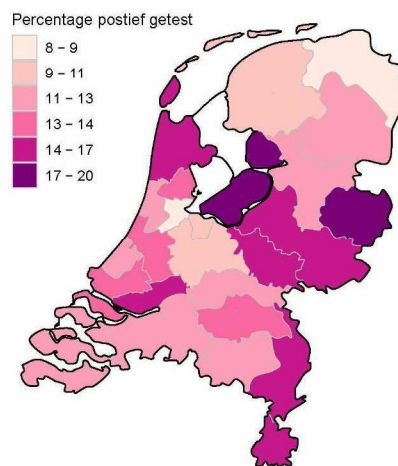 Percentage postief getest
8 – 9
9 – 11
11 – 13
13 – 14
14 – 17
17 – 20